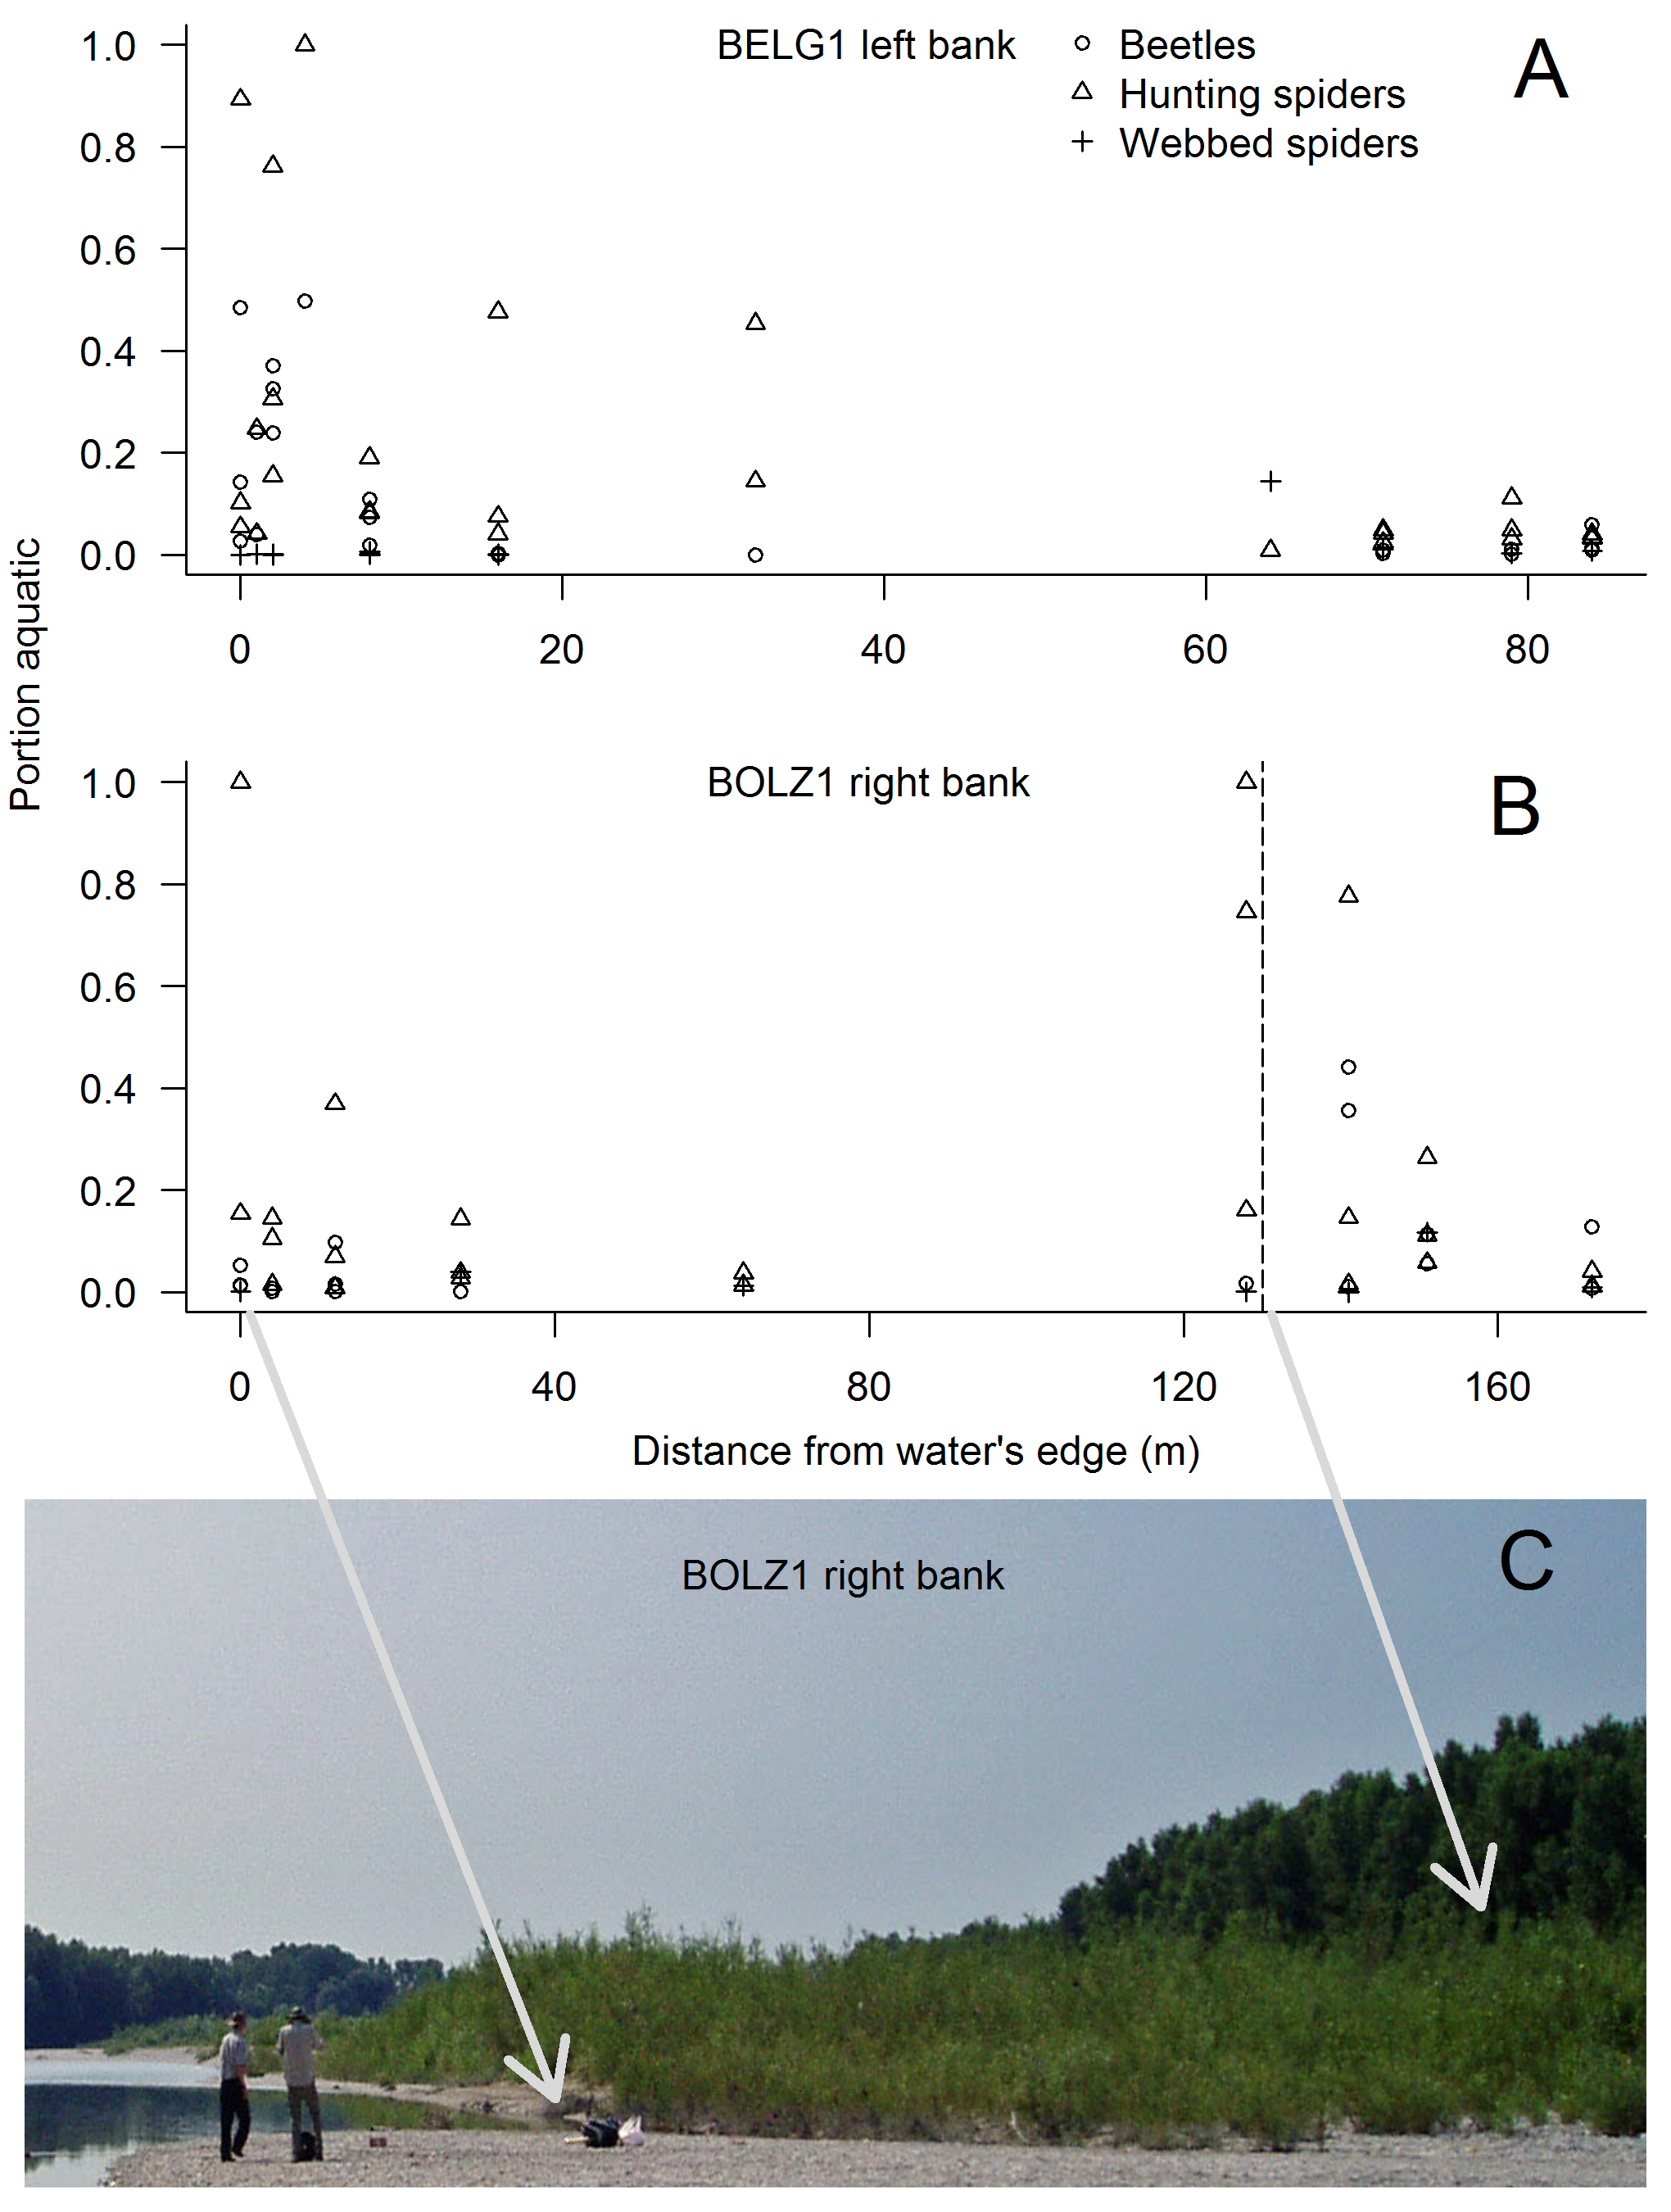 BELG1 left bank
Beetles
Hunting spiders
Webbed spiders
A
1.0
0.8
0.6
0.4
0.2
0.0
0 20 40 60 80
Portion aquatic
BOLZ1 right bank
B
1.0
0.8
0.6
0.4
0.2
0.0
0 40 80 120 160
Distance from water's edge (m)
BOLZ1 right bank
C